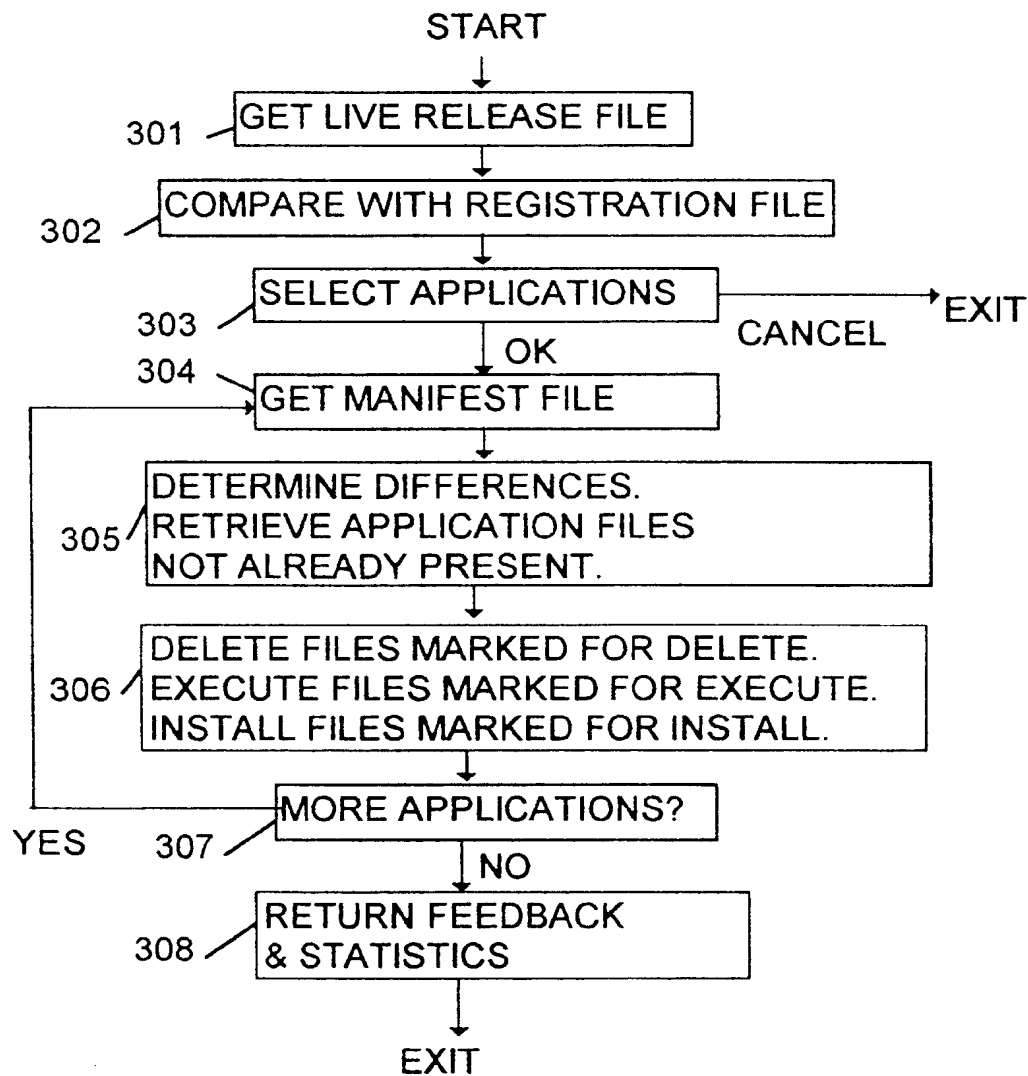 START
301
GET LIVE RELEASE FILE
302
COMPARE WITH REGISTRATION FILE
303
SELECT APPLICATIONS
CANCEL
EXIT
OK
304
GET MANIFEST FILE
305
DETERMINE DIFFERENCES.
RETRIEVE APPLICATION FILES
NOT ALREADY PRESENT.
306
DELETE FILES MARKED FOR DELETE.
EXECUTE FILES MARKED FOR EXECUTE.
INSTALL FILES MARKED FOR INSTALL.
307
MORE APPLICATIONS?
YES
NO
308
RETURN FEEDBACK
& STATISTICS
EXIT